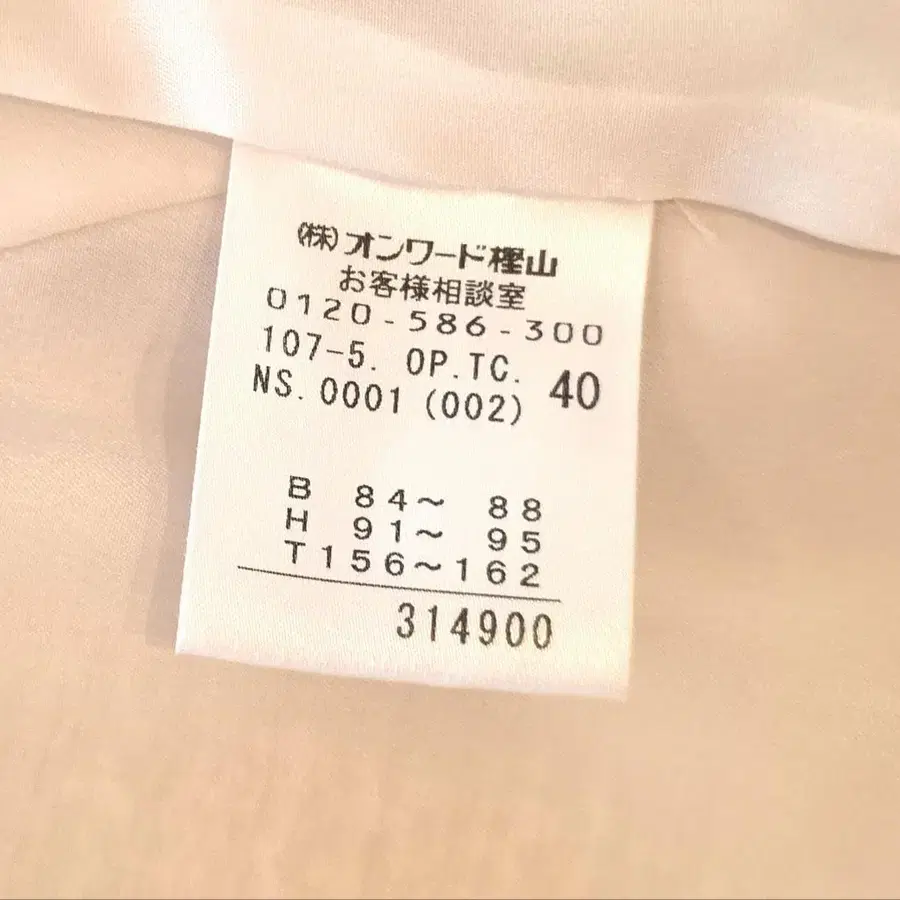 (株)オンワード樫山
お客様相談室
0120-586-300
107-5. OP.TC. 40
NS.0001 (002)
B 84～ 88
H 91～ 95
T156～162
314900